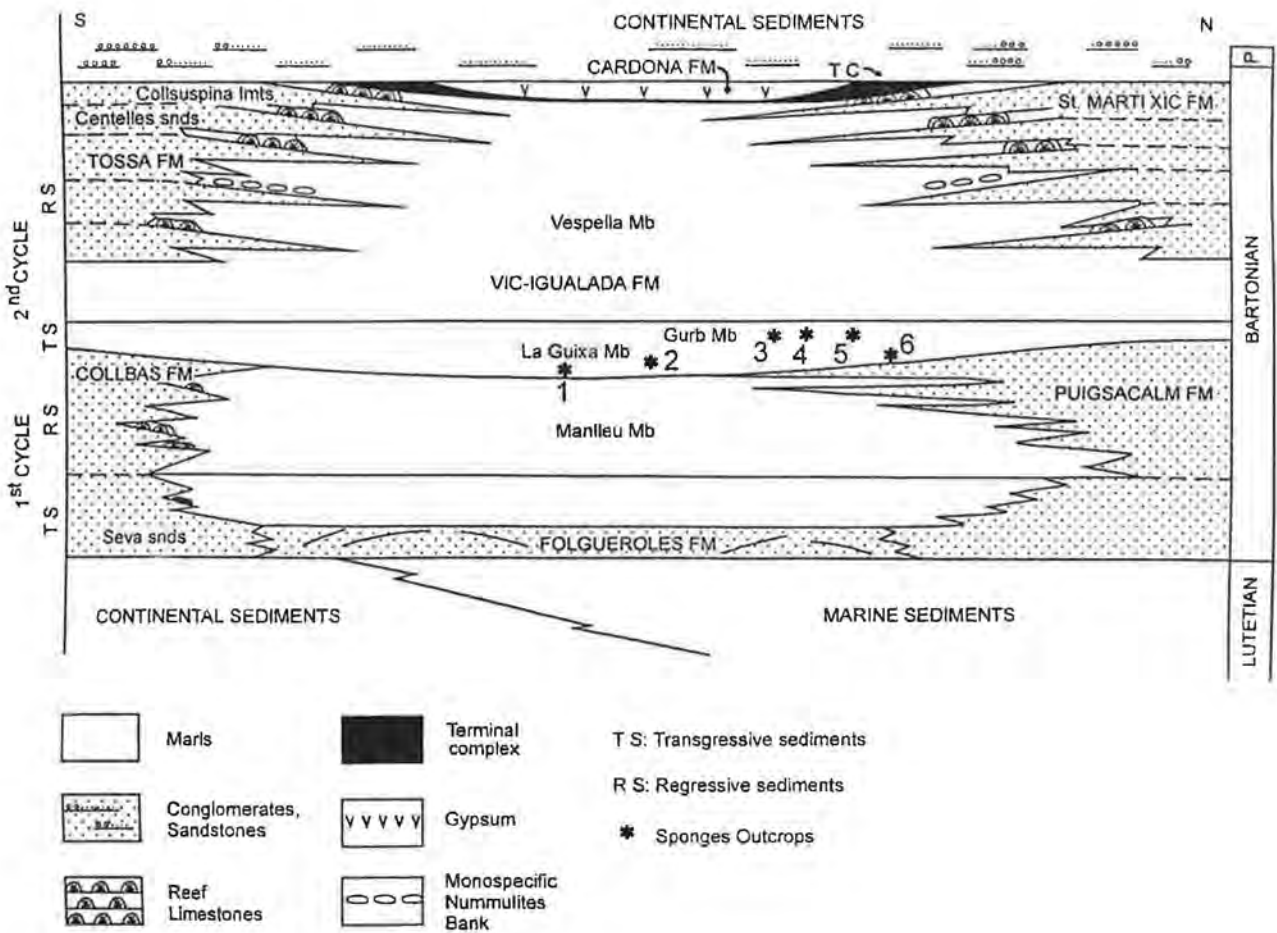 S
CONTINENTAL SEDIMENTS
N
CARDONA FM
T C
P.
Collsuspina lmts
St. MARTI XIC FM
Centelles snds
TOSSA FM
R S
Vespella Mb
VIC-IGUALADA FM
2nd CYCLE
BARTONIAN
T S
Gurb Mb
La Guixa Mb
1
2
3
4
5
6
COLLBAS FM
PUIGSACALM FM
R S
Manlleu Mb
1st CYCLE
T S
Seva snds
FOLGUEROLES FM
CONTINENTAL SEDIMENTS
MARINE SEDIMENTS
LUTETIAN
Marls
Terminal
complex
T S: Transgressive sediments
R S: Regressive sediments
Conglomerates,
Sandstones
Gypsum
* Sponges Outcrops
Reef
Limestones
Monospecific
Nummulites
Bank